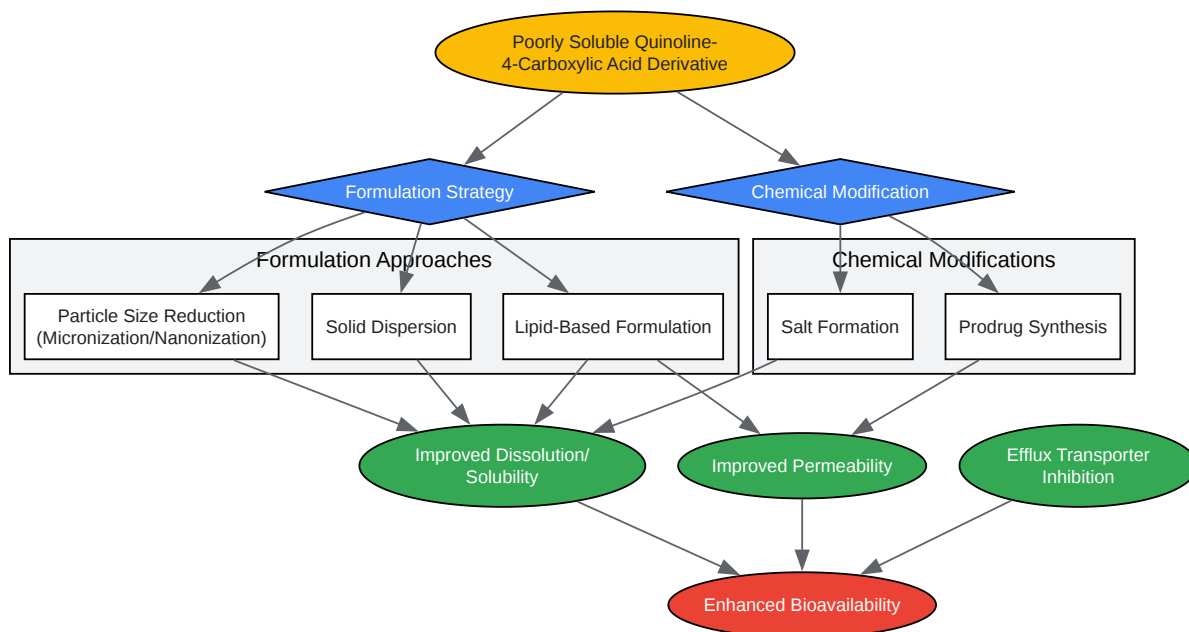 Poorly Soluble Quinoline-
4-Carboxylic Acid Derivative
Formulation Strategy
Chemical Modification
Formulation Approaches
Chemical Modifications
Particle Size Reduction
(Micronization/Nanonization)
Solid Dispersion
Lipid-Based Formulation
Salt Formation
Prodrug Synthesis
Improved Dissolution/
Solubility
Improved Permeability
Efflux Transporter
Inhibition
Enhanced Bioavailability